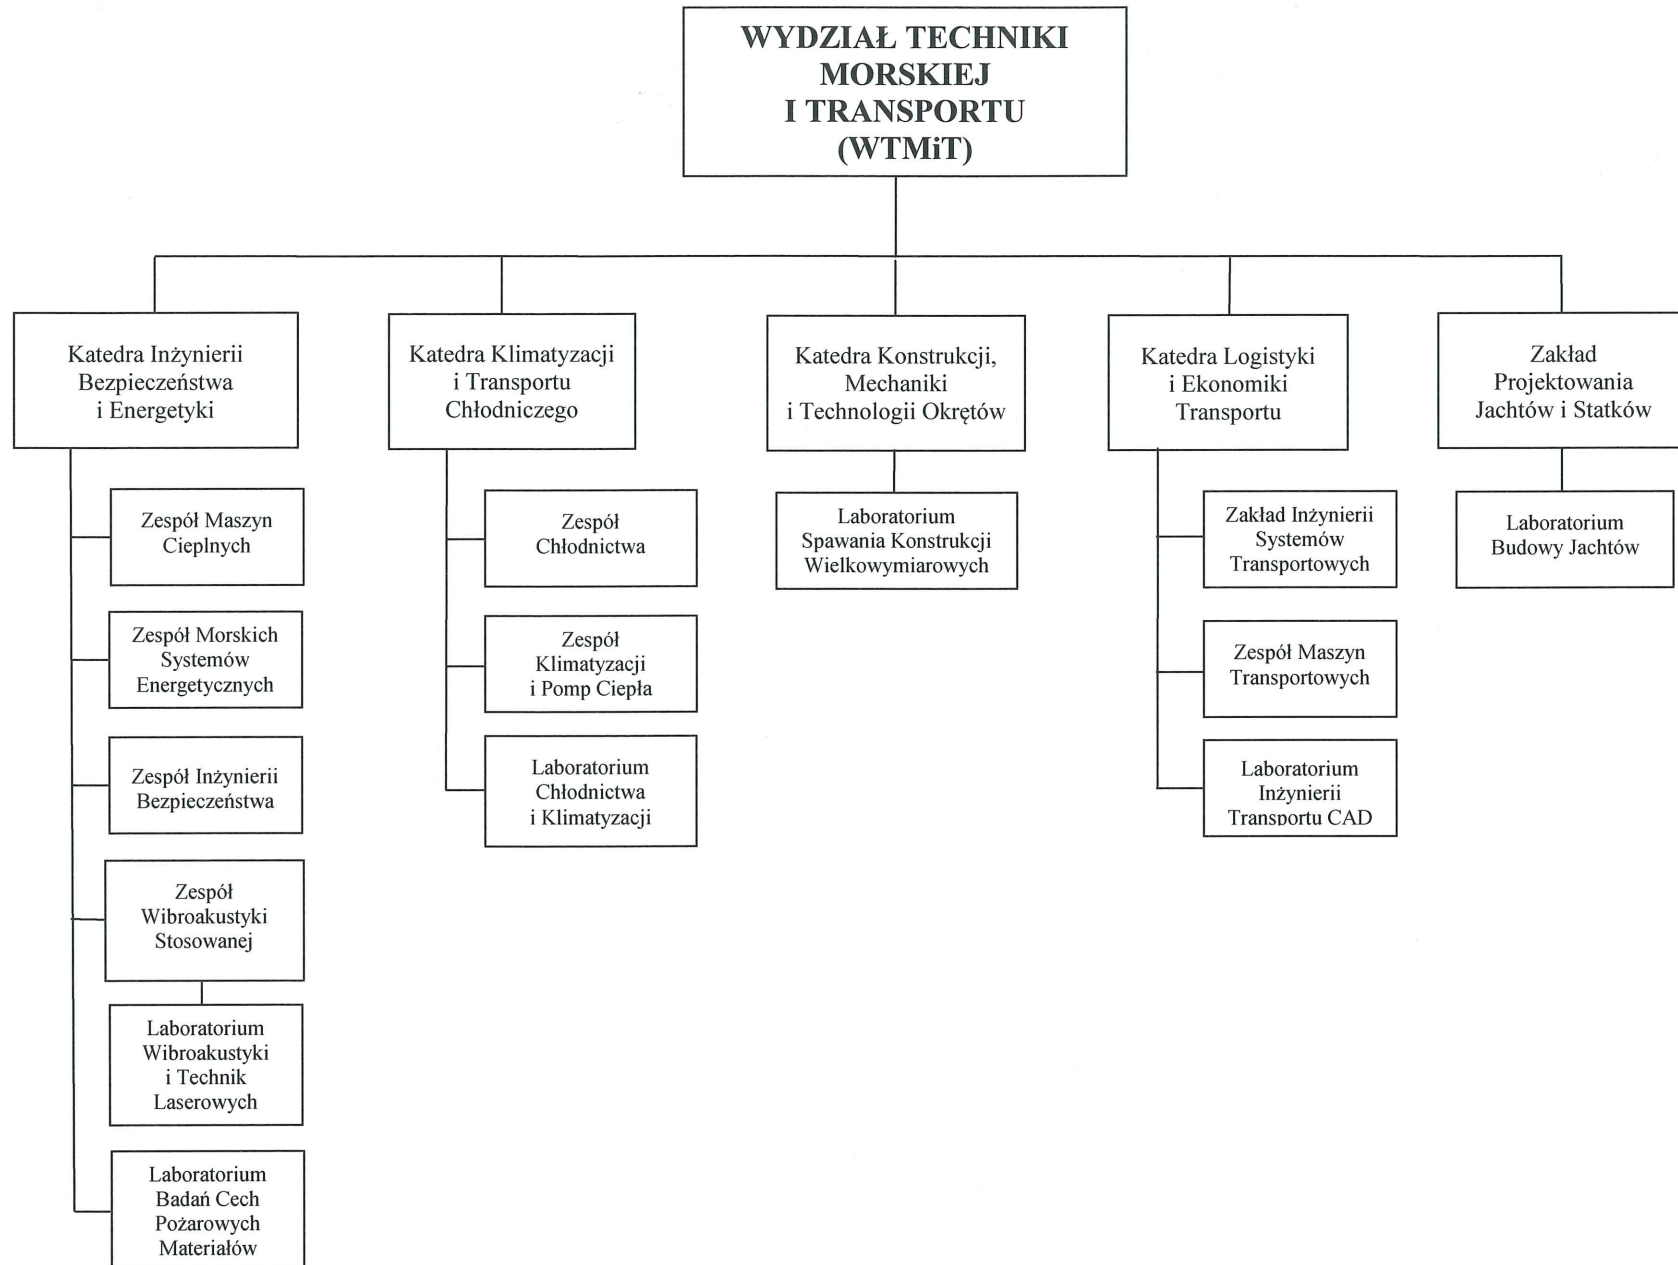 WYDZIAŁ TECHNIKI
MORSKIEJ
I TRANSPORTU
(WTMiT)
Katedra Inżynierii
Bezpieczeństwa
i Energetyki
Katedra Klimatyzacji
i Transportu
Chłodniczego
Katedra Konstrukcji,
Mechaniki
i Technologii Okrętów
Katedra Logistyki
i Ekonomiki
Transportu
Zakład
Projektowania
Jachtów i Statków
Zespół Maszyn
Cieplnych
Zespół Morskich
Systemów
Energetycznych
Zespół Inżynierii
Bezpieczeństwa
Zespół
Wibroakustyki
Stosowanej
Laboratorium
Wibroakustyki
i Technik
Laserowych
Laboratorium
Badań Cech
Pożarowych
Materiałów
Zespół
Chłodnictwa
Zespół
Klimatyzacji
i Pomp Ciepła
Laboratorium
Chłodnictwa
i Klimatyzacji
Laboratorium
Spawania Konstrukcji
Wielkowymiarowych
Zakład Inżynierii
Systemów
Transportowych
Zespół Maszyn
Transportowych
Laboratorium
Inżynierii
Transportu CAD
Laboratorium
Budowy Jachtów